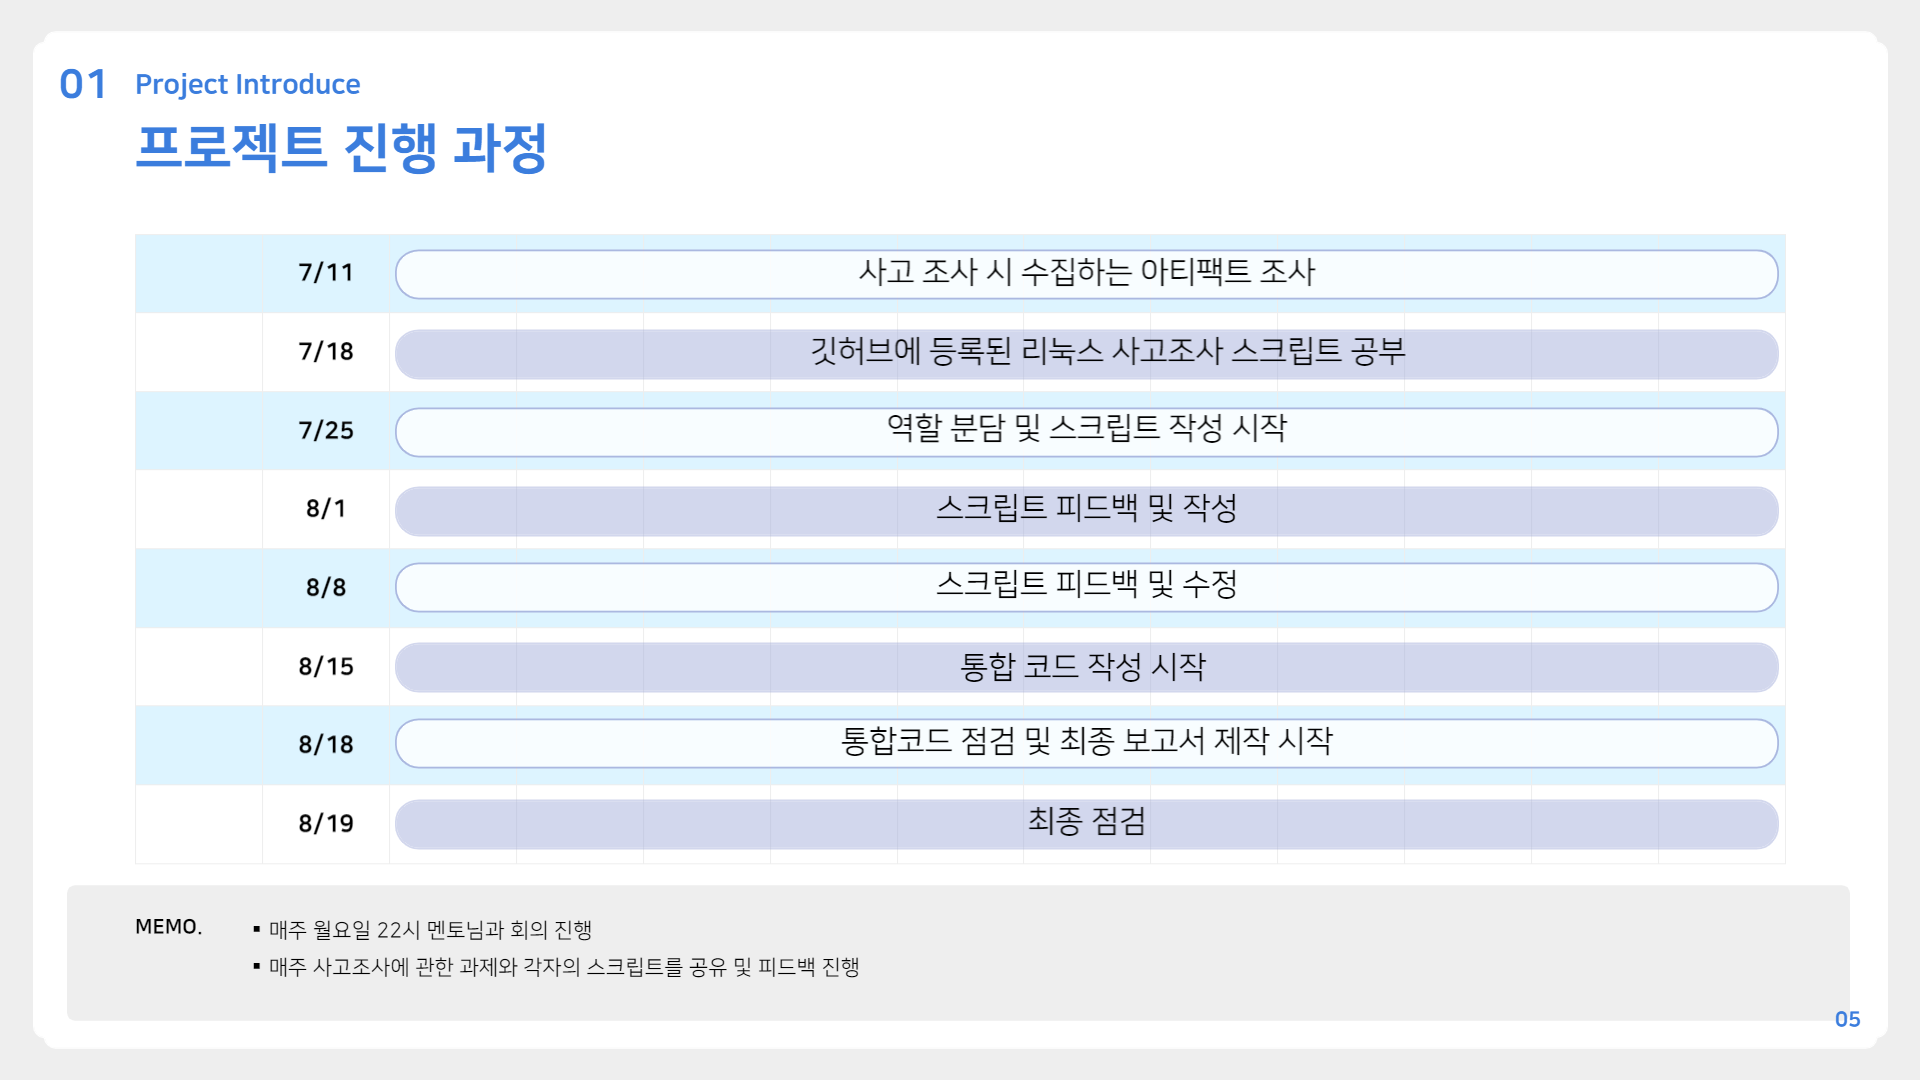 01 Project Introduce
프로젝트 진행 과정
7/11 사고 조사 시 수집하는 아티팩트 조사
7/18 깃허브에 등록된 리눅스 사고조사 스크립트 공부
7/25 역할 분담 및 스크립트 작성 시작
8/1 스크립트 피드백 및 작성
8/8 스크립트 피드백 및 수정
8/15 통합 코드 작성 시작
8/18 통합코드 점검 및 최종 보고서 제작 시작
8/19 최종 점검
MEMO. ▪ 매주 월요일 22시 멘토님과 회의 진행
▪ 매주 사고조사에 관한 과제와 각자의 스크립트를 공유 및 피드백 진행
05